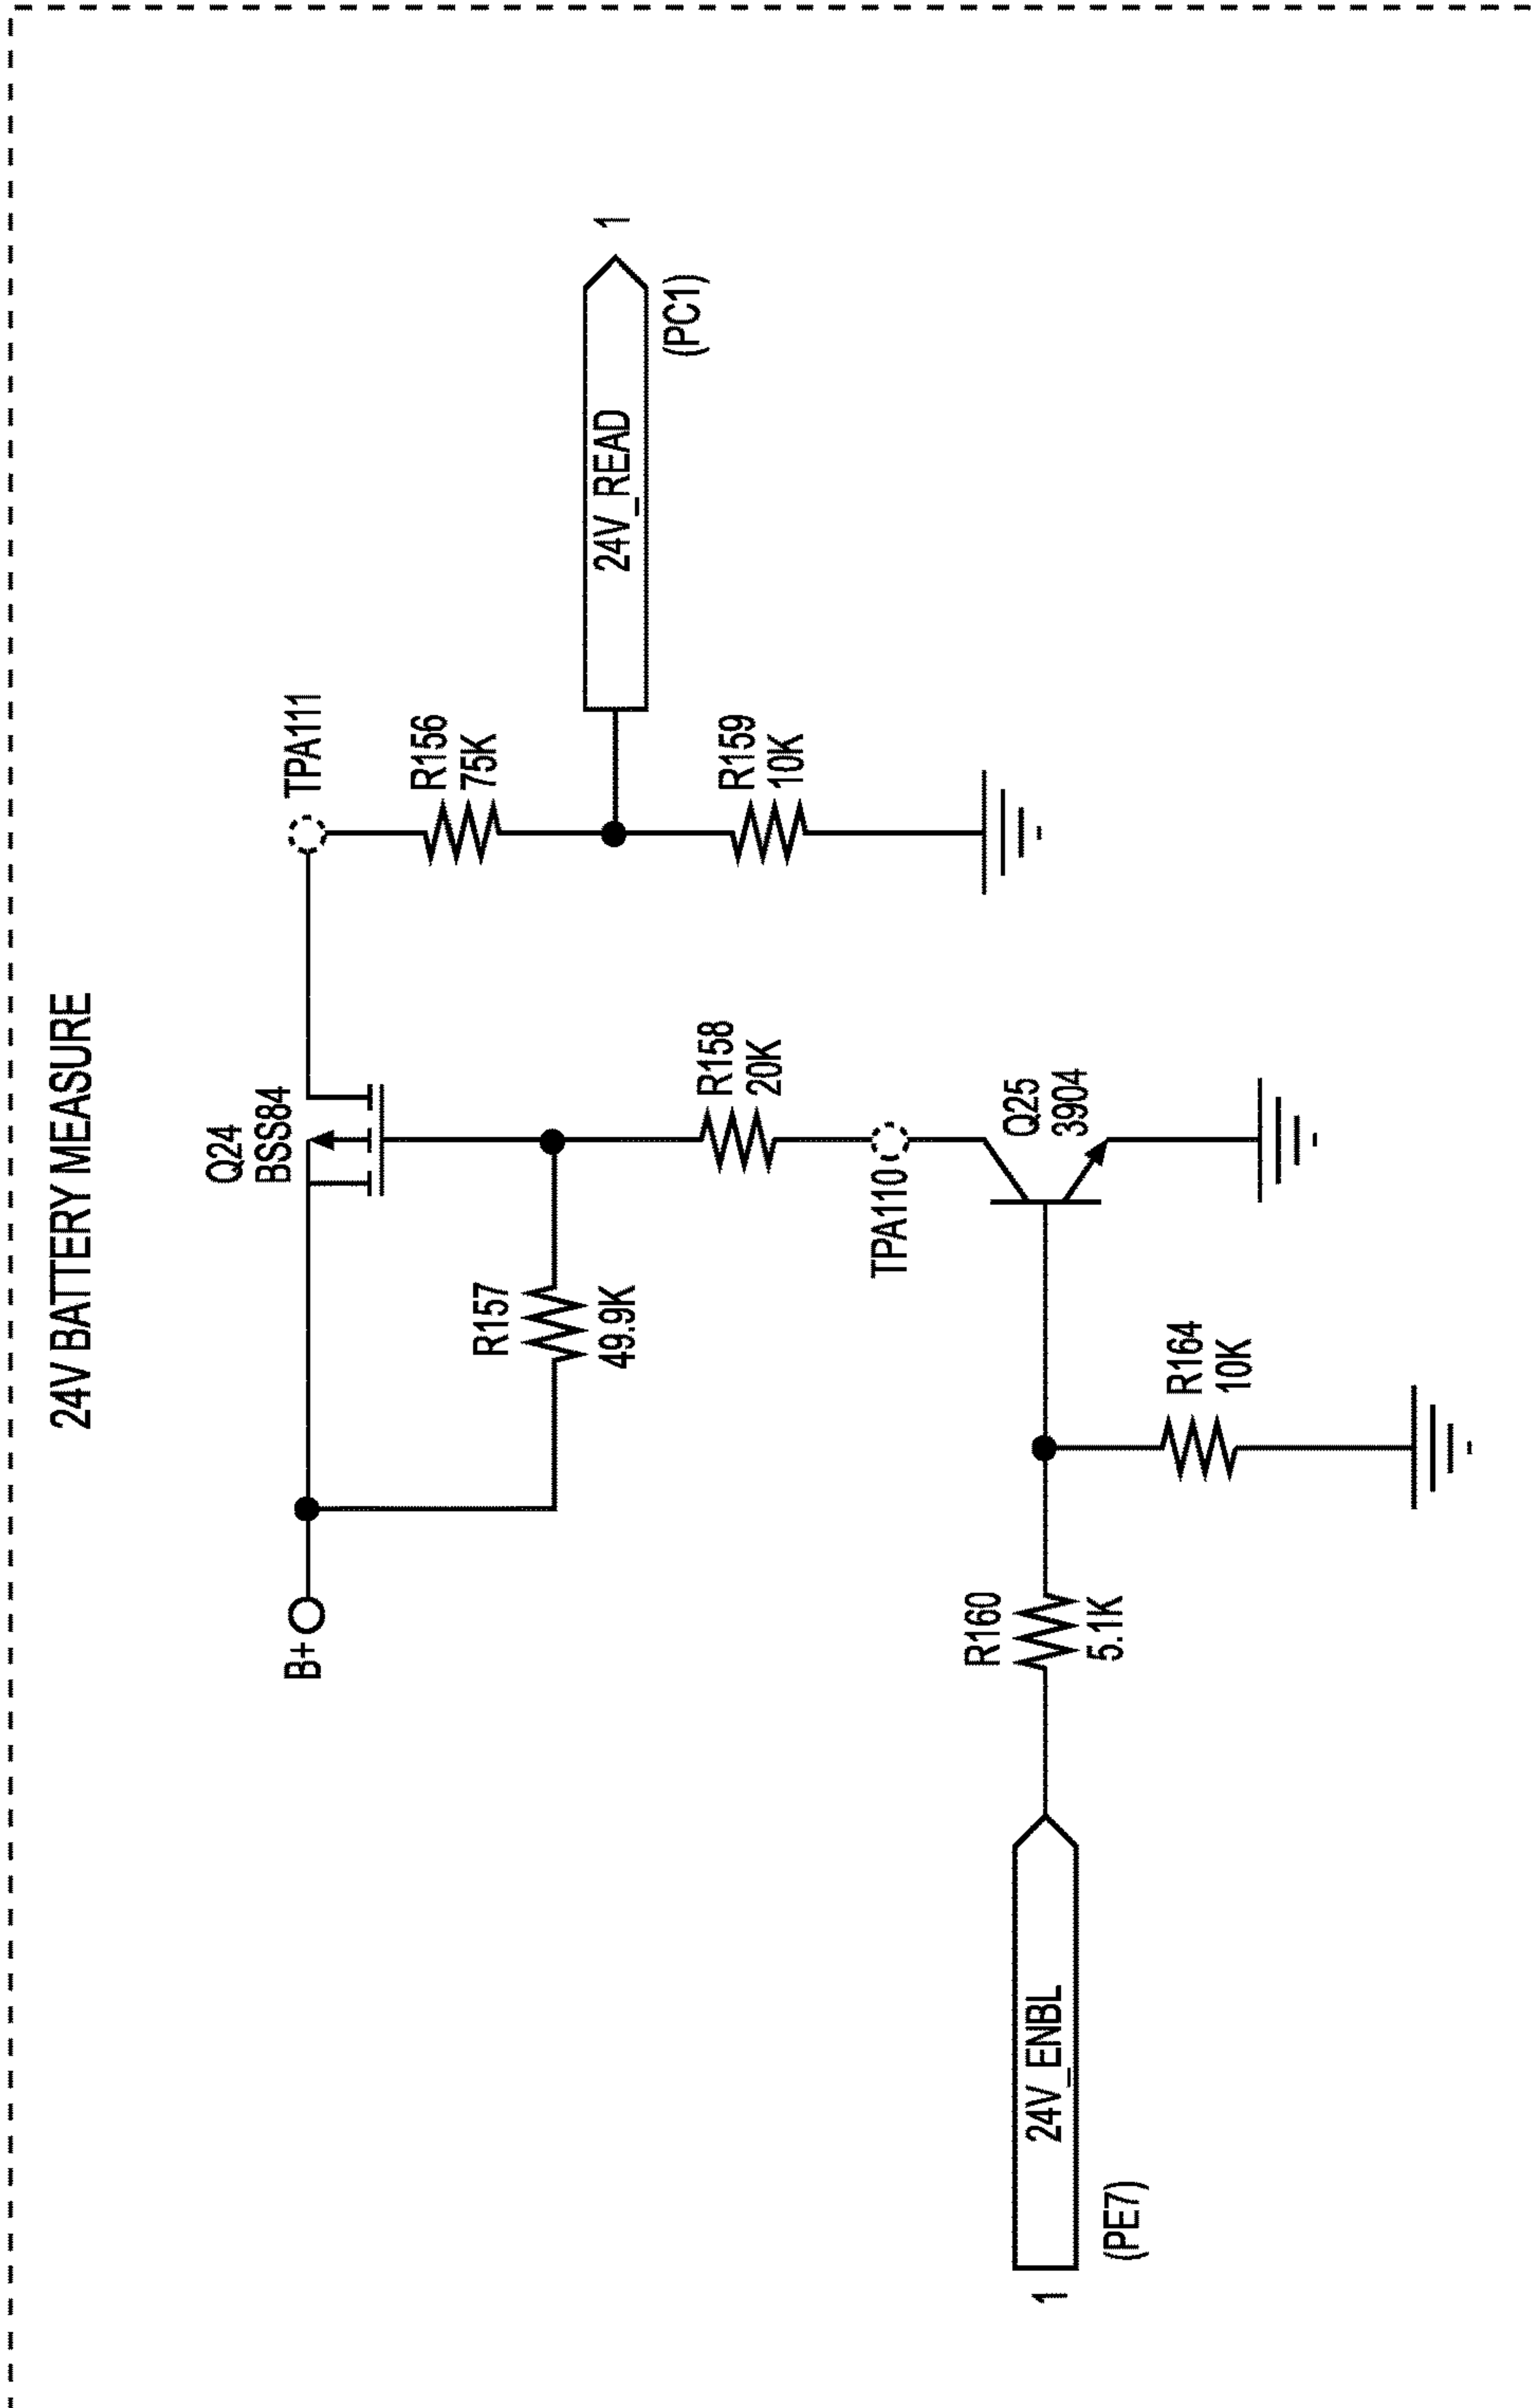 24V BATTERY MEASURE
B+
Q24
BSS84
TPA111
R157
49.9K
R156
75K
24V_READ
1
(PC1)
R158
20K
R159
10K
TPA110
Q25
3904
R160
5.1K
R164
10K
1
24V_ENBL
(PE7)